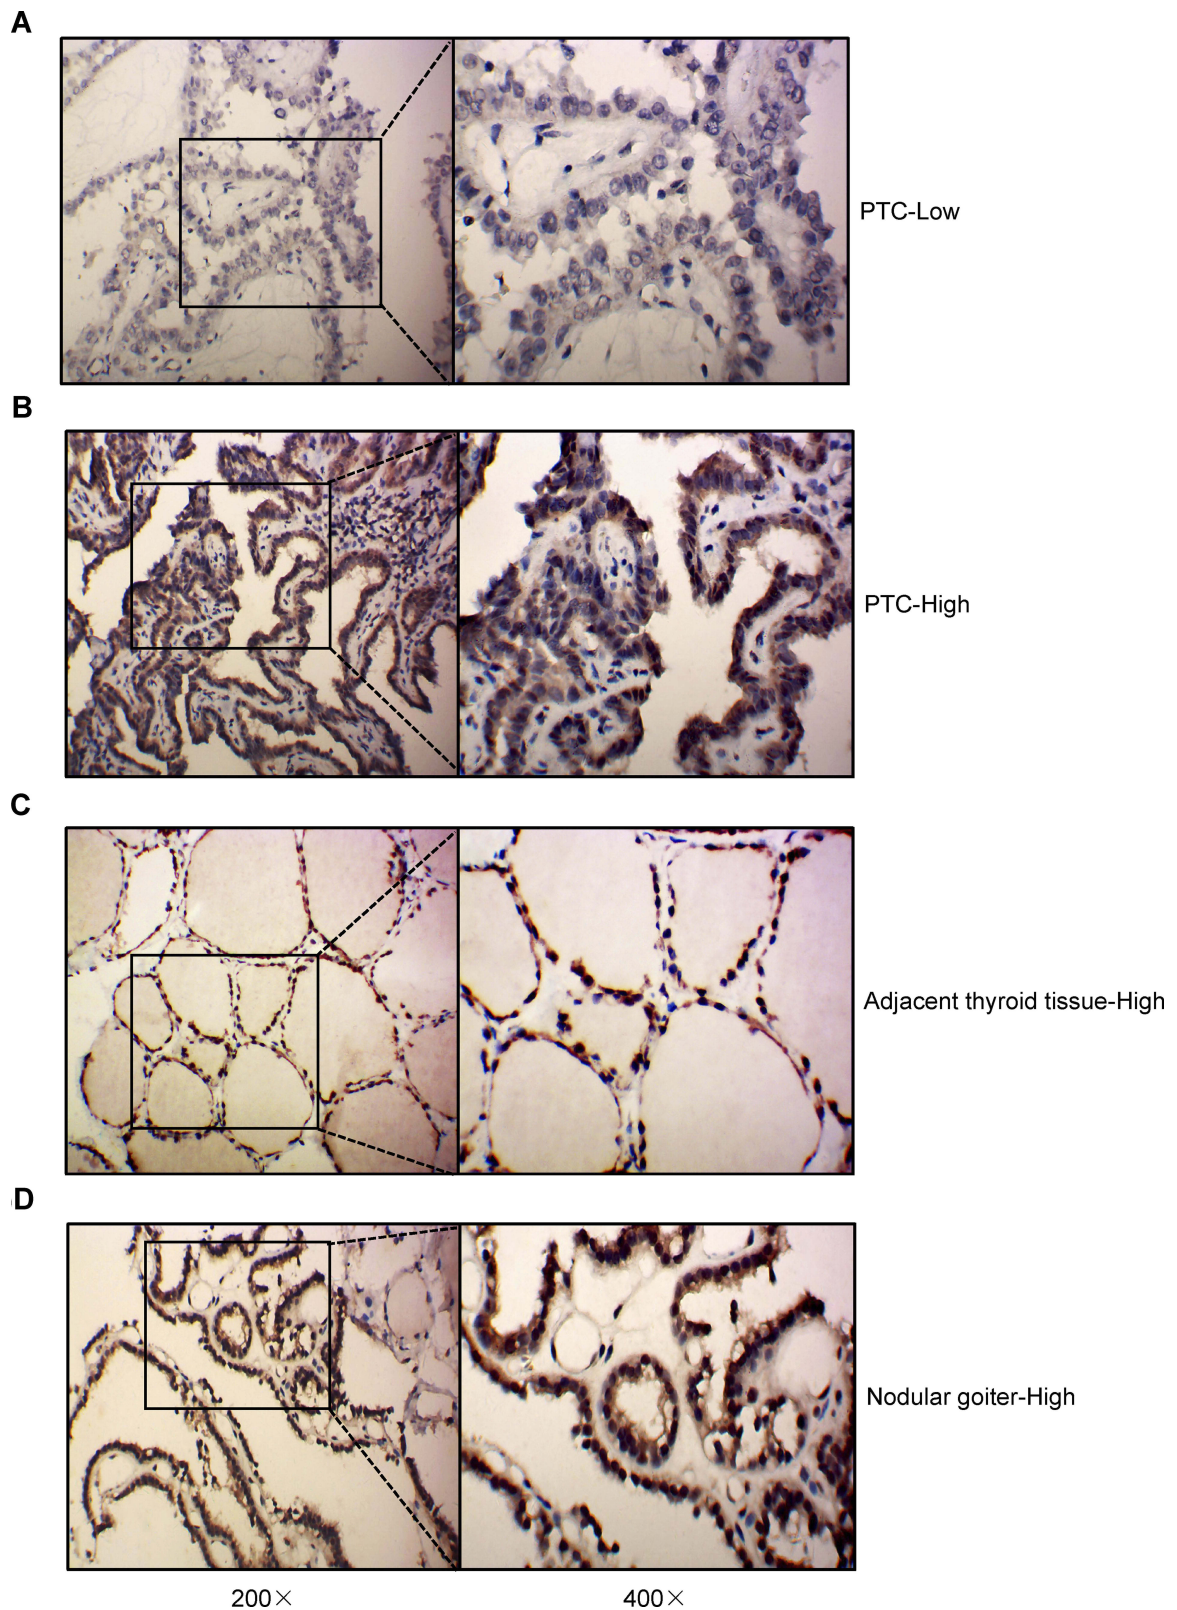 A
PTC-Low
B
PTC-High
C
Adjacent thyroid tissue-High
D
Nodular goiter-High
200×
400×